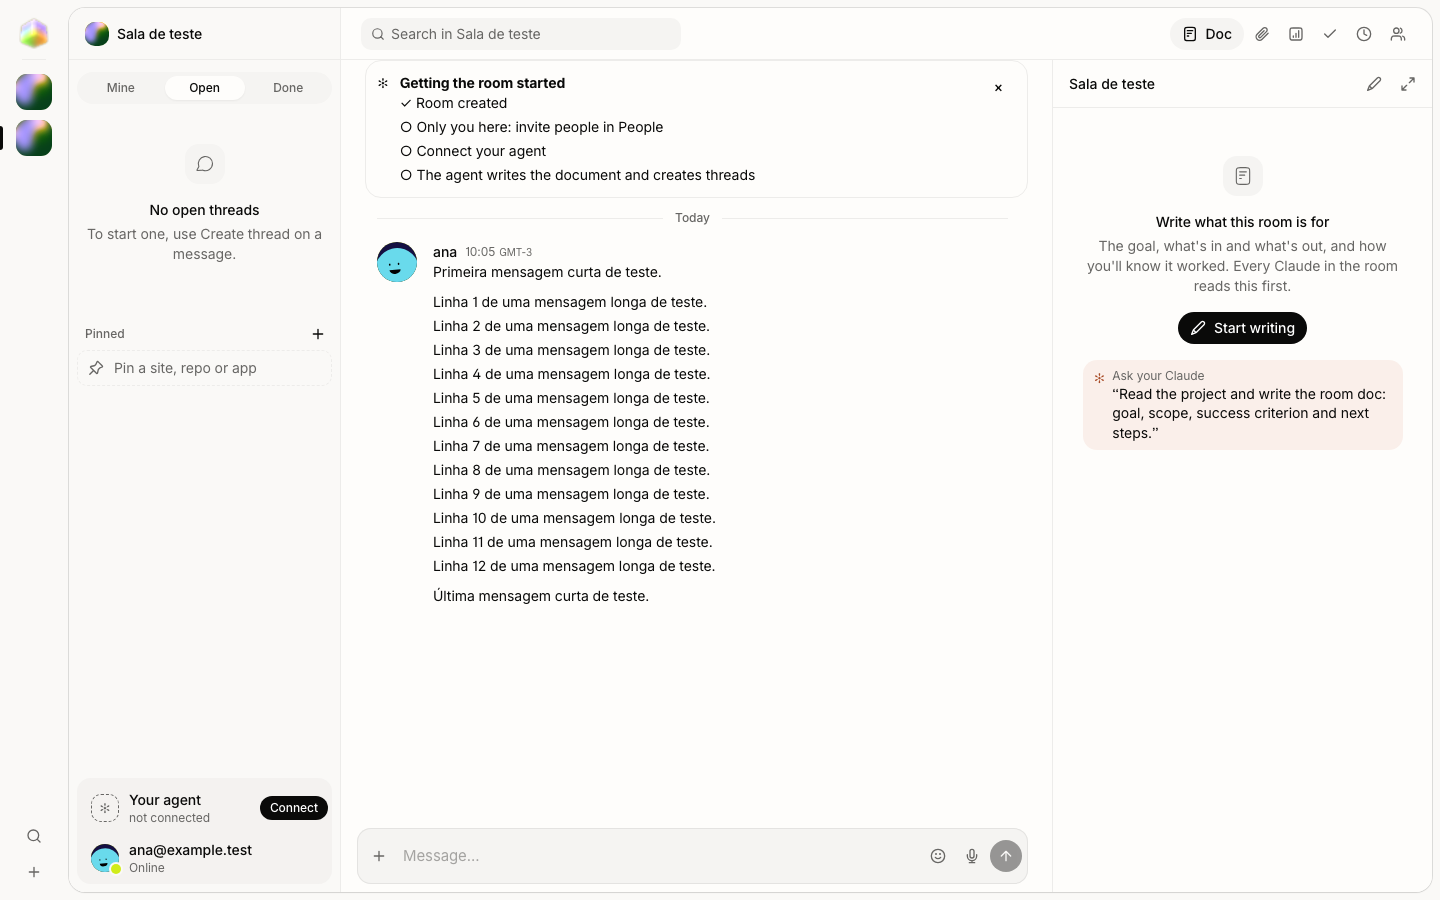 Sala de teste
Search in Sala de teste
Doc
Mine
Open
Done
No open threads
To start one, use Create thread on a
message.
Pinned
Pin a site, repo or app
Your agent
not connected
Connect
ana@example.test
Online
Getting the room started
✓ Room created
Only you here: invite people in People
Connect your agent
The agent writes the document and creates threads
Today
ana 10:05 GMT-3
Primeira mensagem curta de teste.
Linha 1 de uma mensagem longa de teste.
Linha 2 de uma mensagem longa de teste.
Linha 3 de uma mensagem longa de teste.
Linha 4 de uma mensagem longa de teste.
Linha 5 de uma mensagem longa de teste.
Linha 6 de uma mensagem longa de teste.
Linha 7 de uma mensagem longa de teste.
Linha 8 de uma mensagem longa de teste.
Linha 9 de uma mensagem longa de teste.
Linha 10 de uma mensagem longa de teste.
Linha 11 de uma mensagem longa de teste.
Linha 12 de uma mensagem longa de teste.
Última mensagem curta de teste.
Message...
Sala de teste
Write what this room is for
The goal, what's in and what's out, and how
you'll know it worked. Every Claude in the room
reads this first.
Start writing
Ask your Claude
“Read the project and write the room doc:
goal, scope, success criterion and next
steps.”